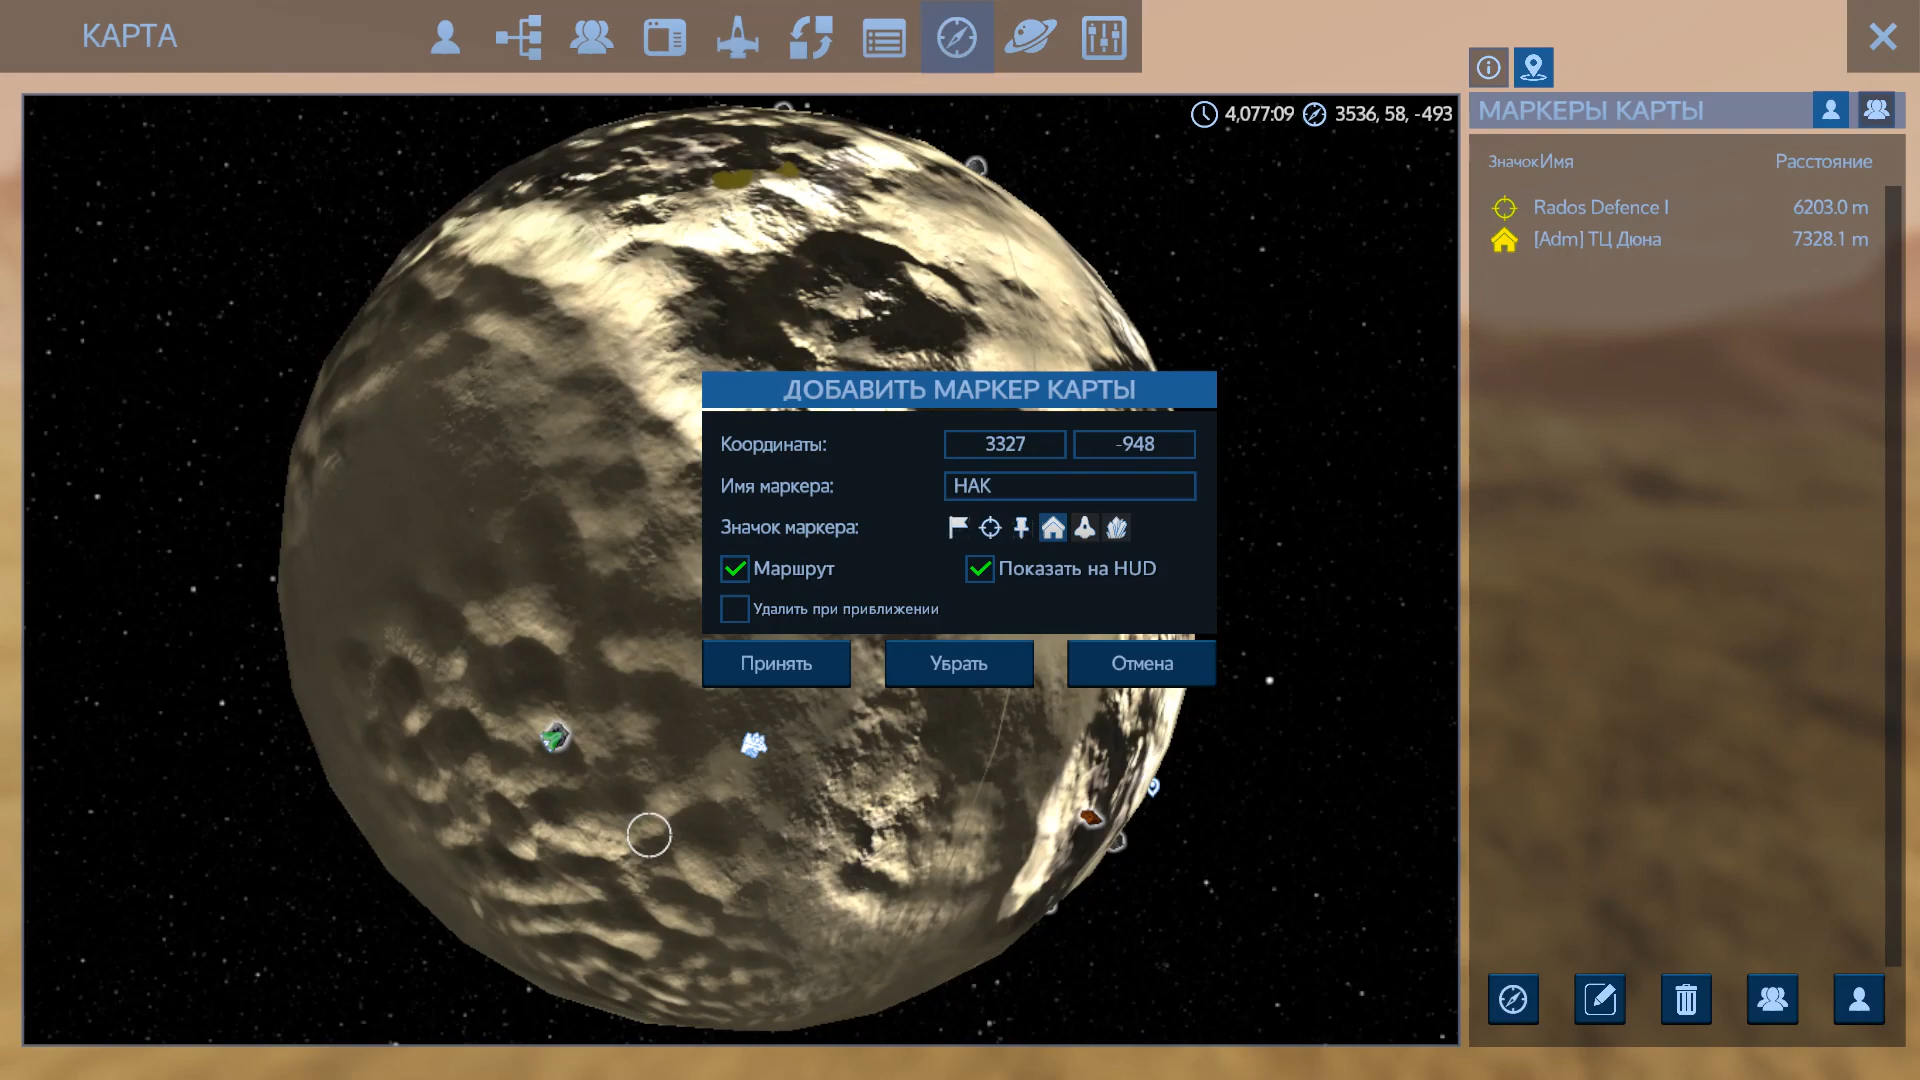 КАРТА
4,077:09 3536, 58, -493
МАРКЕРЫ КАРТЫ
Значок Имя Расстояние
Rados Defence I 6203.0 m
[Adm] ТЦ Дюна 7328.1 m
ДОБАВИТЬ МАРКЕР КАРТЫ
Координаты: 3327 -948
Имя маркера: НАК
Значок маркера:
Маршрут Показать на HUD
Удалить при приближении
Принять Убрать Отмена